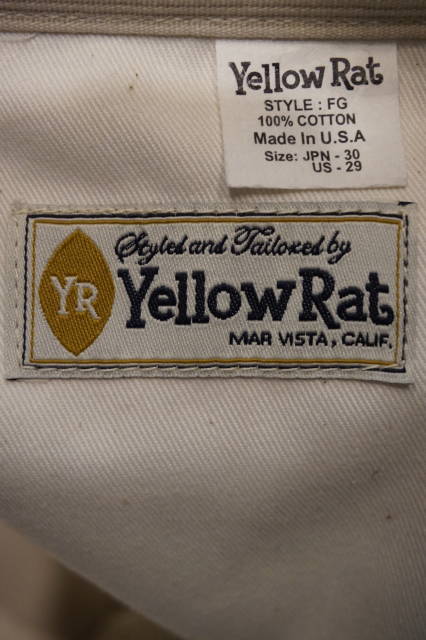 Yellow Rat
STYLE : FG
100% COTTON
Made In U.S.A
Size: JPN - 30
US - 29
Styled and Tailored by
YR
Yellow Rat
MAR VISTA, CALIF.